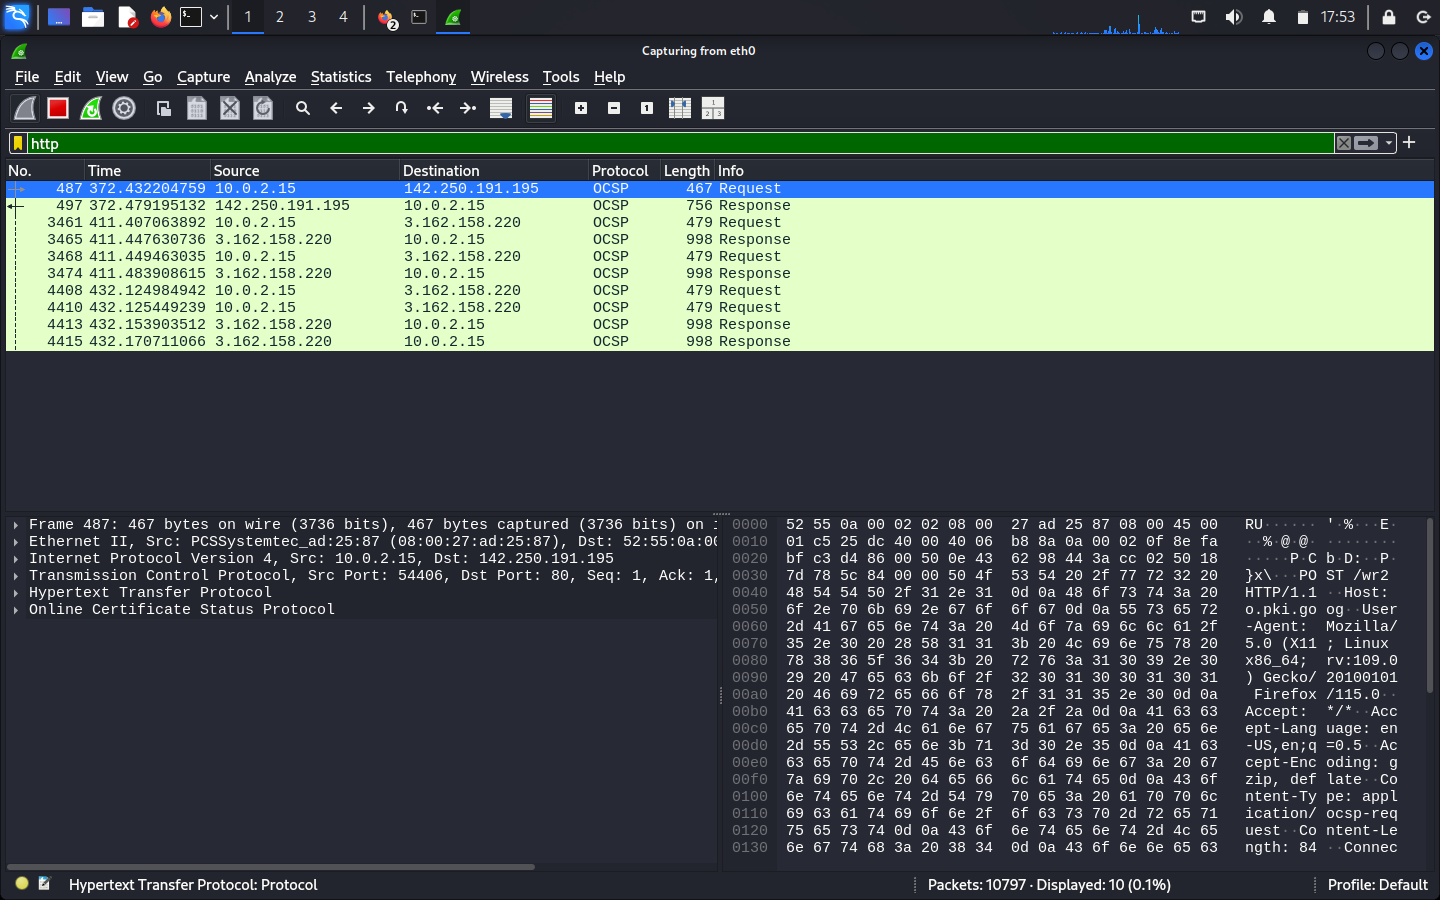 1 2 3 4 2 17:53
Capturing from eth0
File Edit View Go Capture Analyze Statistics Telephony Wireless Tools Help
http
No. Time Source Destination Protocol Length Info
487 372.432204759 10.0.2.15 142.250.191.195 OCSP 467 Request
497 372.479195132 142.250.191.195 10.0.2.15 OCSP 756 Response
3461 411.407063892 10.0.2.15 3.162.158.220 OCSP 479 Request
3465 411.447630736 3.162.158.220 10.0.2.15 OCSP 998 Response
3468 411.449463035 10.0.2.15 3.162.158.220 OCSP 479 Request
3474 411.483908615 3.162.158.220 10.0.2.15 OCSP 998 Response
4408 432.124984942 10.0.2.15 3.162.158.220 OCSP 479 Request
4410 432.125449239 10.0.2.15 3.162.158.220 OCSP 479 Request
4413 432.153903512 3.162.158.220 10.0.2.15 OCSP 998 Response
4415 432.170711066 3.162.158.220 10.0.2.15 OCSP 998 Response
Frame 487: 467 bytes on wire (3736 bits), 467 bytes captured (3736 bits) on
Ethernet II, Src: PCSSystemtec_ad:25:87 (08:00:27:ad:25:87), Dst: 52:55:0a:00
Internet Protocol Version 4, Src: 10.0.2.15, Dst: 142.250.191.195
Transmission Control Protocol, Src Port: 54406, Dst Port: 80, Seq: 1, Ack: 1,
Hypertext Transfer Protocol
Online Certificate Status Protocol
0000 52 55 0a 00 02 02 08 00 27 ad 25 87 08 00 45 00 RU······ '·%···E·
0010 01 c5 25 dc 40 00 40 06 b8 8a 0a 00 02 0f 8e fa ··%·@·@· ········
0020 bf c3 d4 86 00 50 0e 43 62 98 44 3a cc 02 50 18 ·····P·C b·D:··P·
0030 7d 78 5c 84 00 00 50 4f 53 54 20 2f 77 72 32 20 }x\···PO ST /wr2
0040 48 54 54 50 2f 31 2e 31 0d 0a 48 6f 73 74 3a 20 HTTP/1.1 ··Host:
0050 6f 2e 70 6b 69 2e 67 6f 6f 67 0d 0a 55 73 65 72 o.pki.go og··User
0060 2d 41 67 65 6e 74 3a 20 4d 6f 7a 69 6c 6c 61 2f -Agent: Mozilla/
0070 35 2e 30 20 28 58 31 31 3b 20 4c 69 6e 75 78 20 5.0 (X11 ; Linux
0080 78 38 36 5f 36 34 3b 20 72 76 3a 31 30 39 2e 30 x86_64; rv:109.0
0090 29 20 47 65 63 6b 6f 2f 32 30 31 30 30 31 30 31 ) Gecko/ 20100101
00a0 20 46 69 72 65 66 6f 78 2f 31 31 35 2e 30 0d 0a Firefox /115.0··
00b0 41 63 63 65 70 74 3a 20 2a 2f 2a 0d 0a 41 63 63 Accept: */*··Acc
00c0 65 70 74 2d 4c 61 6e 67 75 61 67 65 3a 20 65 6e ept-Lang uage: en
00d0 2d 55 53 2c 65 6e 3b 71 3d 30 2e 35 0d 0a 41 63 -US,en;q =0.5··Ac
00e0 63 65 70 74 2d 45 6e 63 6f 64 69 6e 67 3a 20 67 cept-Enc oding: g
00f0 7a 69 70 2c 20 64 65 66 6c 61 74 65 0d 0a 43 6f zip, def late··Co
0100 6e 74 65 6e 74 2d 54 79 70 65 3a 20 61 70 70 6c ntent-Ty pe: appl
0110 69 63 61 74 69 6f 6e 2f 6f 63 73 70 2d 72 65 71 ication/ ocsp-req
0120 75 65 73 74 0d 0a 43 6f 6e 74 65 6e 74 2d 4c 65 uest··Co ntent-Le
0130 6e 67 74 68 3a 20 38 34 0d 0a 43 6f 6e 6e 65 63 ngth: 84 ··Connec
Hypertext Transfer Protocol: Protocol Packets: 10797 · Displayed: 10 (0.1%) Profile: Default